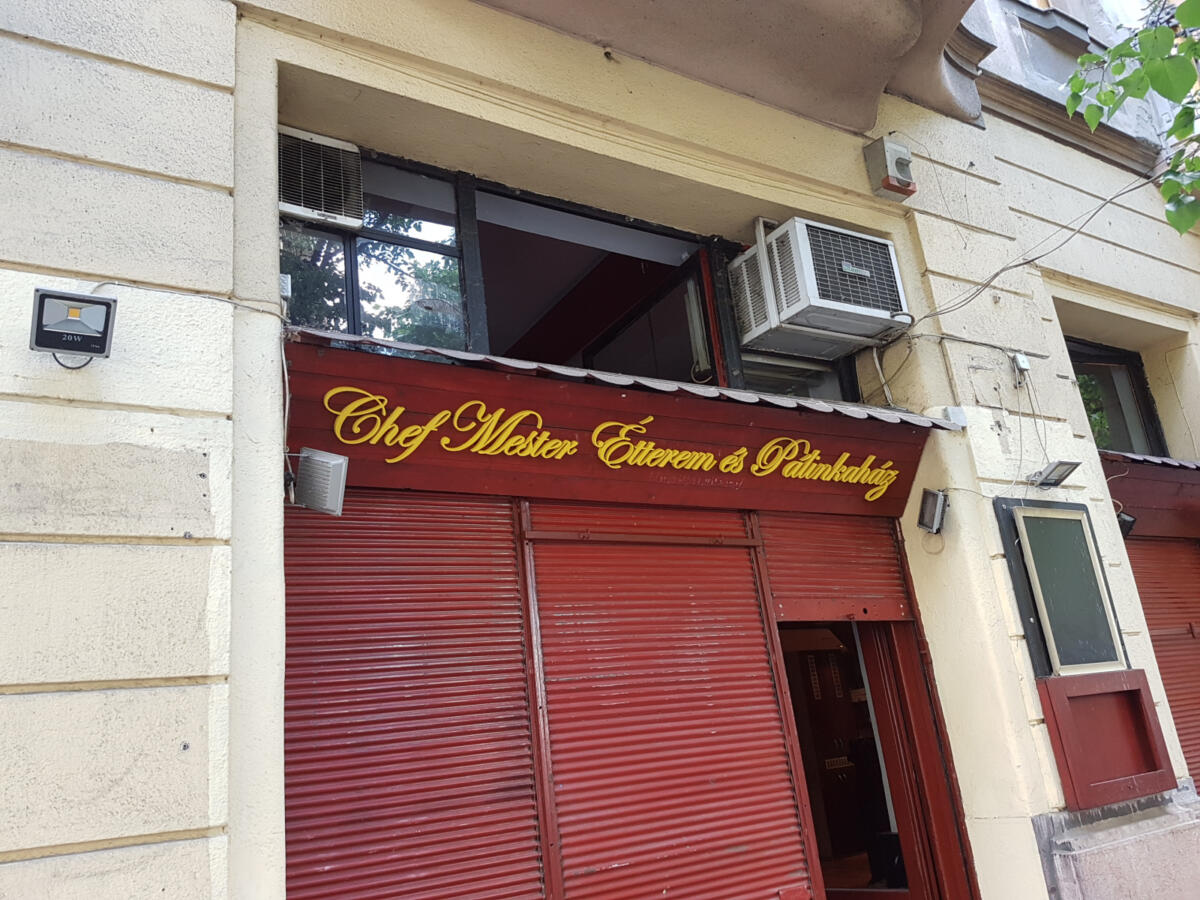 Chef Mester Étterem és Pálinkaház
20W